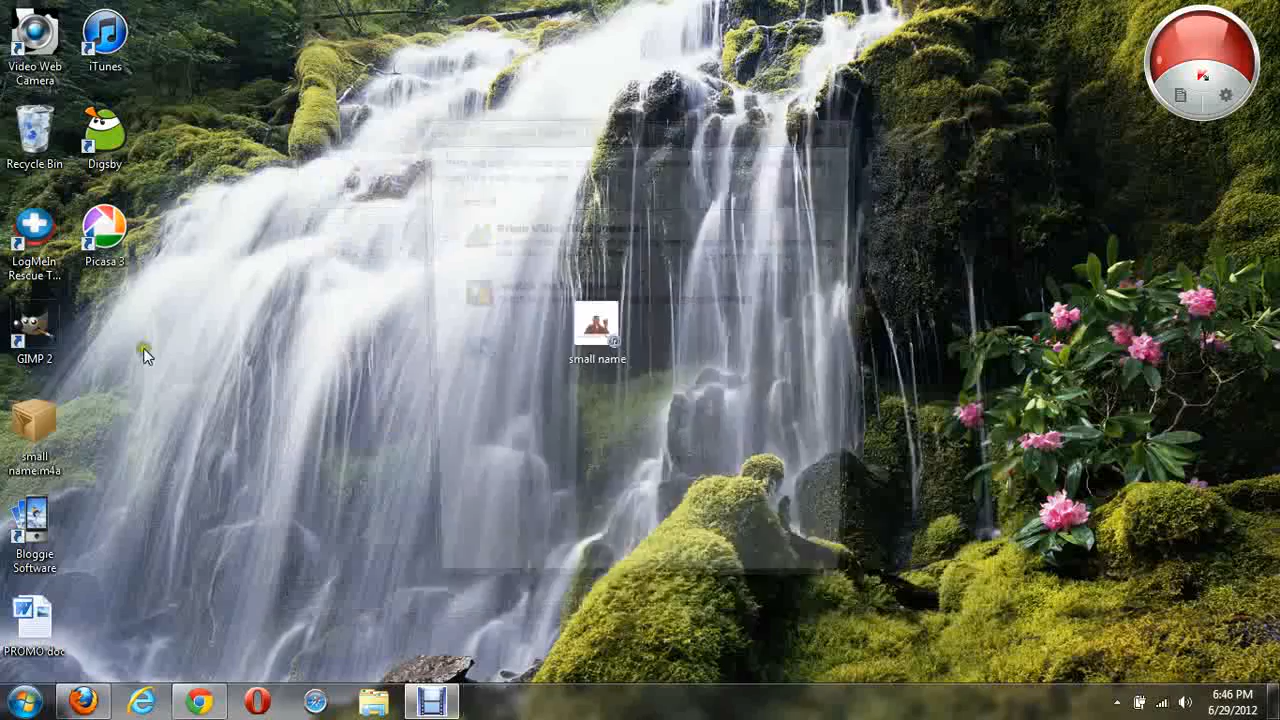 Video Web
Camera
iTunes
Recycle Bin
Digsby
LogMeIn
Rescue T...
Picasa 3
GIMP 2
small name
small
name.m4a
Bloggie
Software
PROMO doc
6:46 PM
6/29/2012